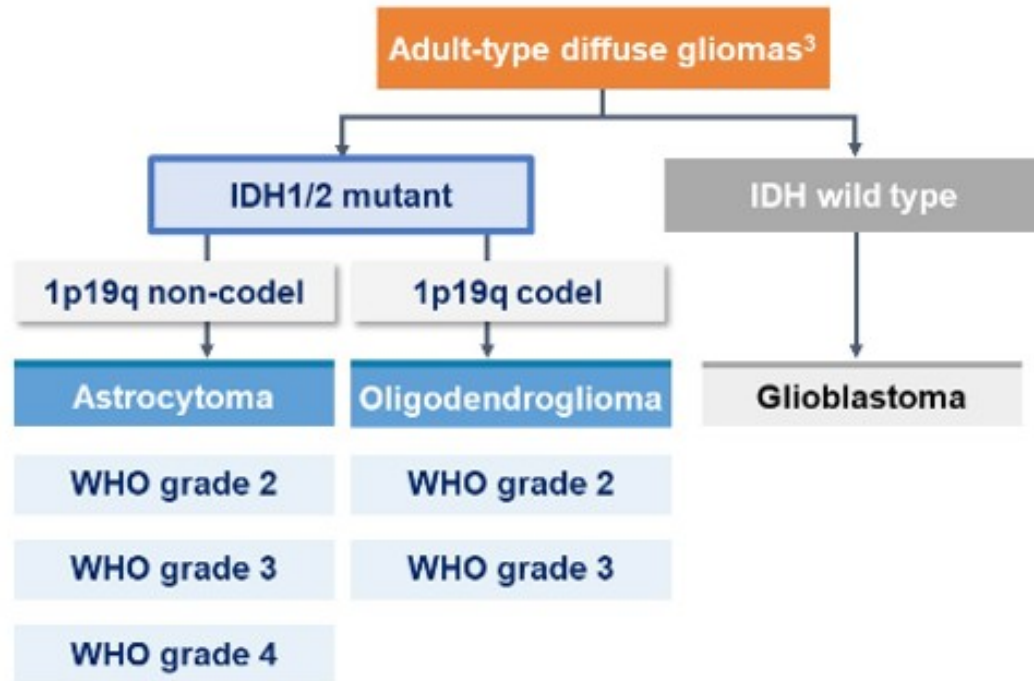 Adult-type diffuse gliomas³
IDH1/2 mutant
IDH wild type
1p19q non-codel
1p19q codel
Astrocytoma
Oligodendroglioma
Glioblastoma
WHO grade 2
WHO grade 2
WHO grade 3
WHO grade 3
WHO grade 4